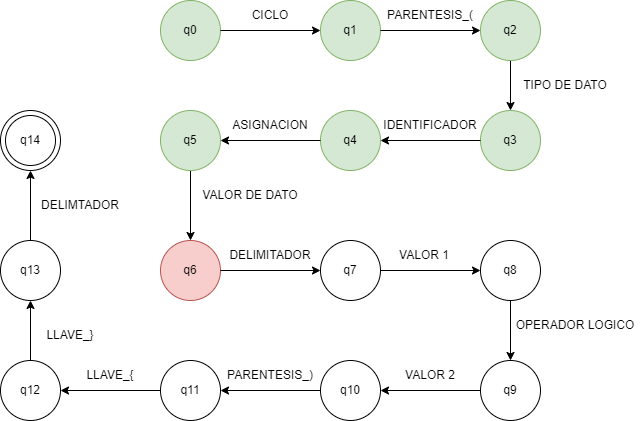 q0
CICLO
q1
PARENTESIS_(
q2
TIPO DE DATO
q3
IDENTIFICADOR
q4
ASIGNACION
q5
VALOR DE DATO
q6
DELIMITADOR
q7
VALOR 1
q8
OPERADOR LOGICO
q9
VALOR 2
q10
PARENTESIS_)
q11
LLAVE_{
q12
LLAVE_}
q13
DELIMTADOR
q14